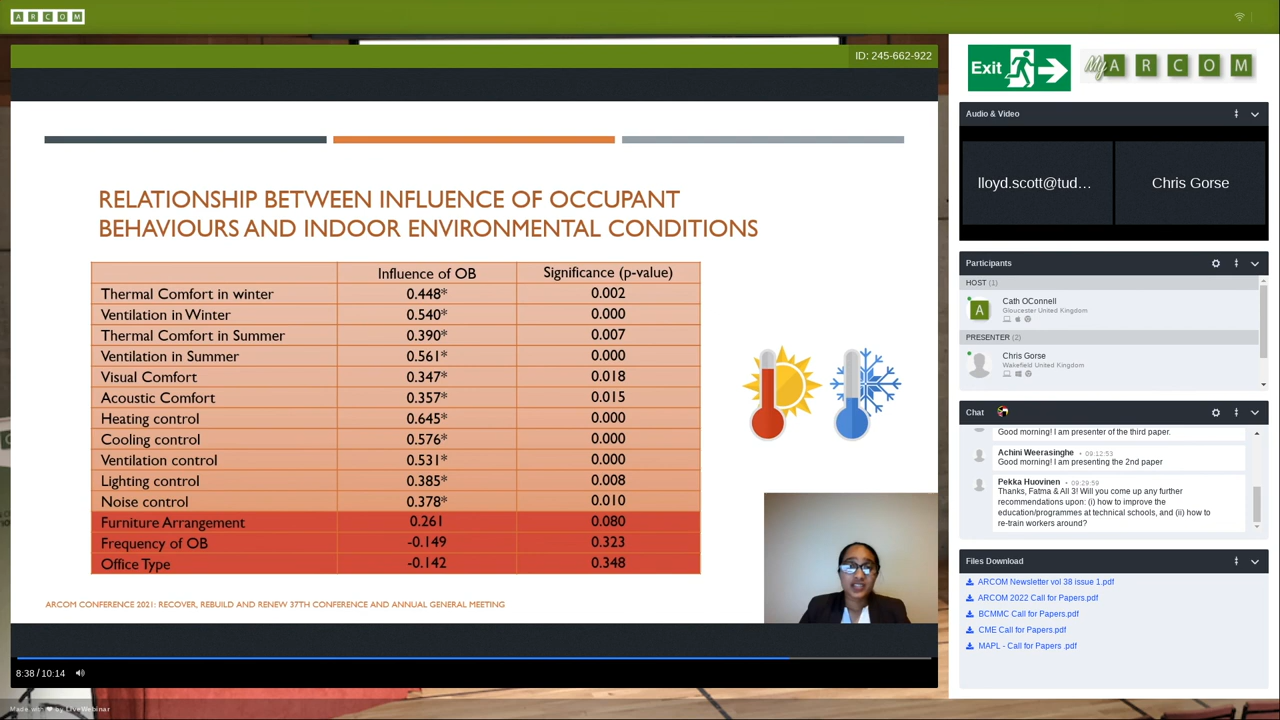 ARCOM
ID: 245-662-922
RELATIONSHIP BETWEEN INFLUENCE OF OCCUPANT
BEHAVIOURS AND INDOOR ENVIRONMENTAL CONDITIONS
Influence of OB Significance (p-value)
Thermal Comfort in winter 0.448* 0.002
Ventilation in Winter 0.540* 0.000
Thermal Comfort in Summer 0.390* 0.007
Ventilation in Summer 0.561* 0.000
Visual Comfort 0.347* 0.018
Acoustic Comfort 0.357* 0.015
Heating control 0.645* 0.000
Cooling control 0.576* 0.000
Ventilation control 0.531* 0.000
Lighting control 0.385* 0.008
Noise control 0.378* 0.010
Furniture Arrangement 0.261 0.080
Frequency of OB -0.149 0.323
Office Type -0.142 0.348
ARCOM CONFERENCE 2021: RECOVER, REBUILD AND RENEW 37TH CONFERENCE AND ANNUAL GENERAL MEETING
8:38 / 10:14
Made with ❤ by LiveWebinar
Exit
My ARCOM
Audio & Video
lloyd.scott@tud...
Chris Gorse
Participants
HOST (1)
Cath OConnell
Gloucester United Kingdom
A
PRESENTER (2)
Chris Gorse
Wakefield United Kingdom
Chat
Good morning! I am presenter of the third paper.
Achini Weerasinghe • 09:12:53
Good morning! I am presenting the 2nd paper
Pekka Huovinen • 09:29:59
Thanks, Fatma & All 3! Will you come up any further
recommendations upon: (i) how to improve the
education/programmes at technical schools, and (ii) how to
re-train workers around?
Files Download
ARCOM Newsletter vol 38 issue 1.pdf
ARCOM 2022 Call for Papers.pdf
BCMMC Call for Papers.pdf
CME Call for Papers.pdf
MAPL - Call for Papers .pdf